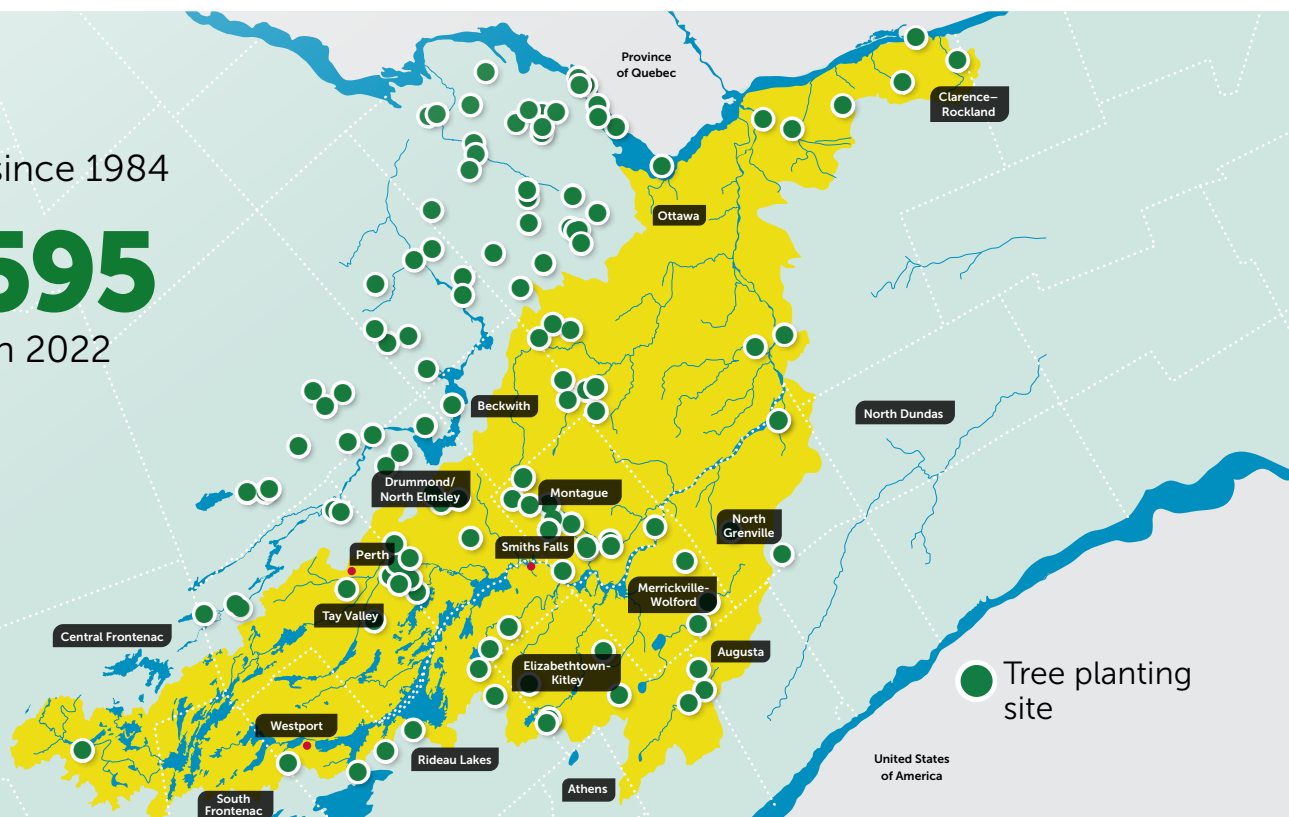 since 1984
595
n 2022
Province
of Quebec
Clarence–
Rockland
Ottawa
Beckwith
North Dundas
Drummond/
North Elmsley
Montague
North
Grenville
Smiths Falls
Perth
Merrickville-
Wolford
Tay Valley
Central Frontenac
Augusta
Elizabethtown-
Kitley
Tree planting
site
Westport
Rideau Lakes
United States
of America
Athens
South
Frontenac